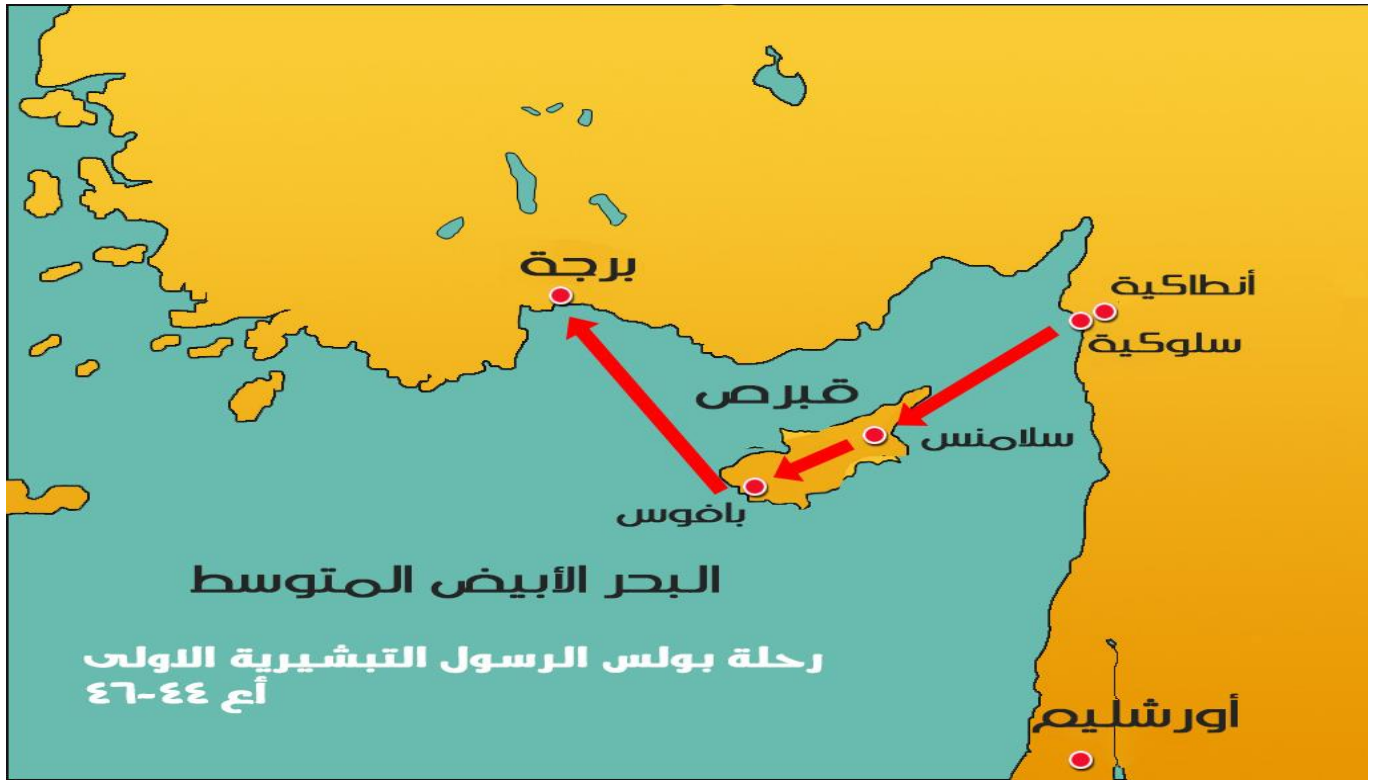 برجة
أنطاكية
سلوكية
قبرص
سلامنس
بافوس
البحر الأبيض المتوسط
رحلة بولس الرسول التبشيرية الاولى
أع ٤٤-٤٦
أورشليم